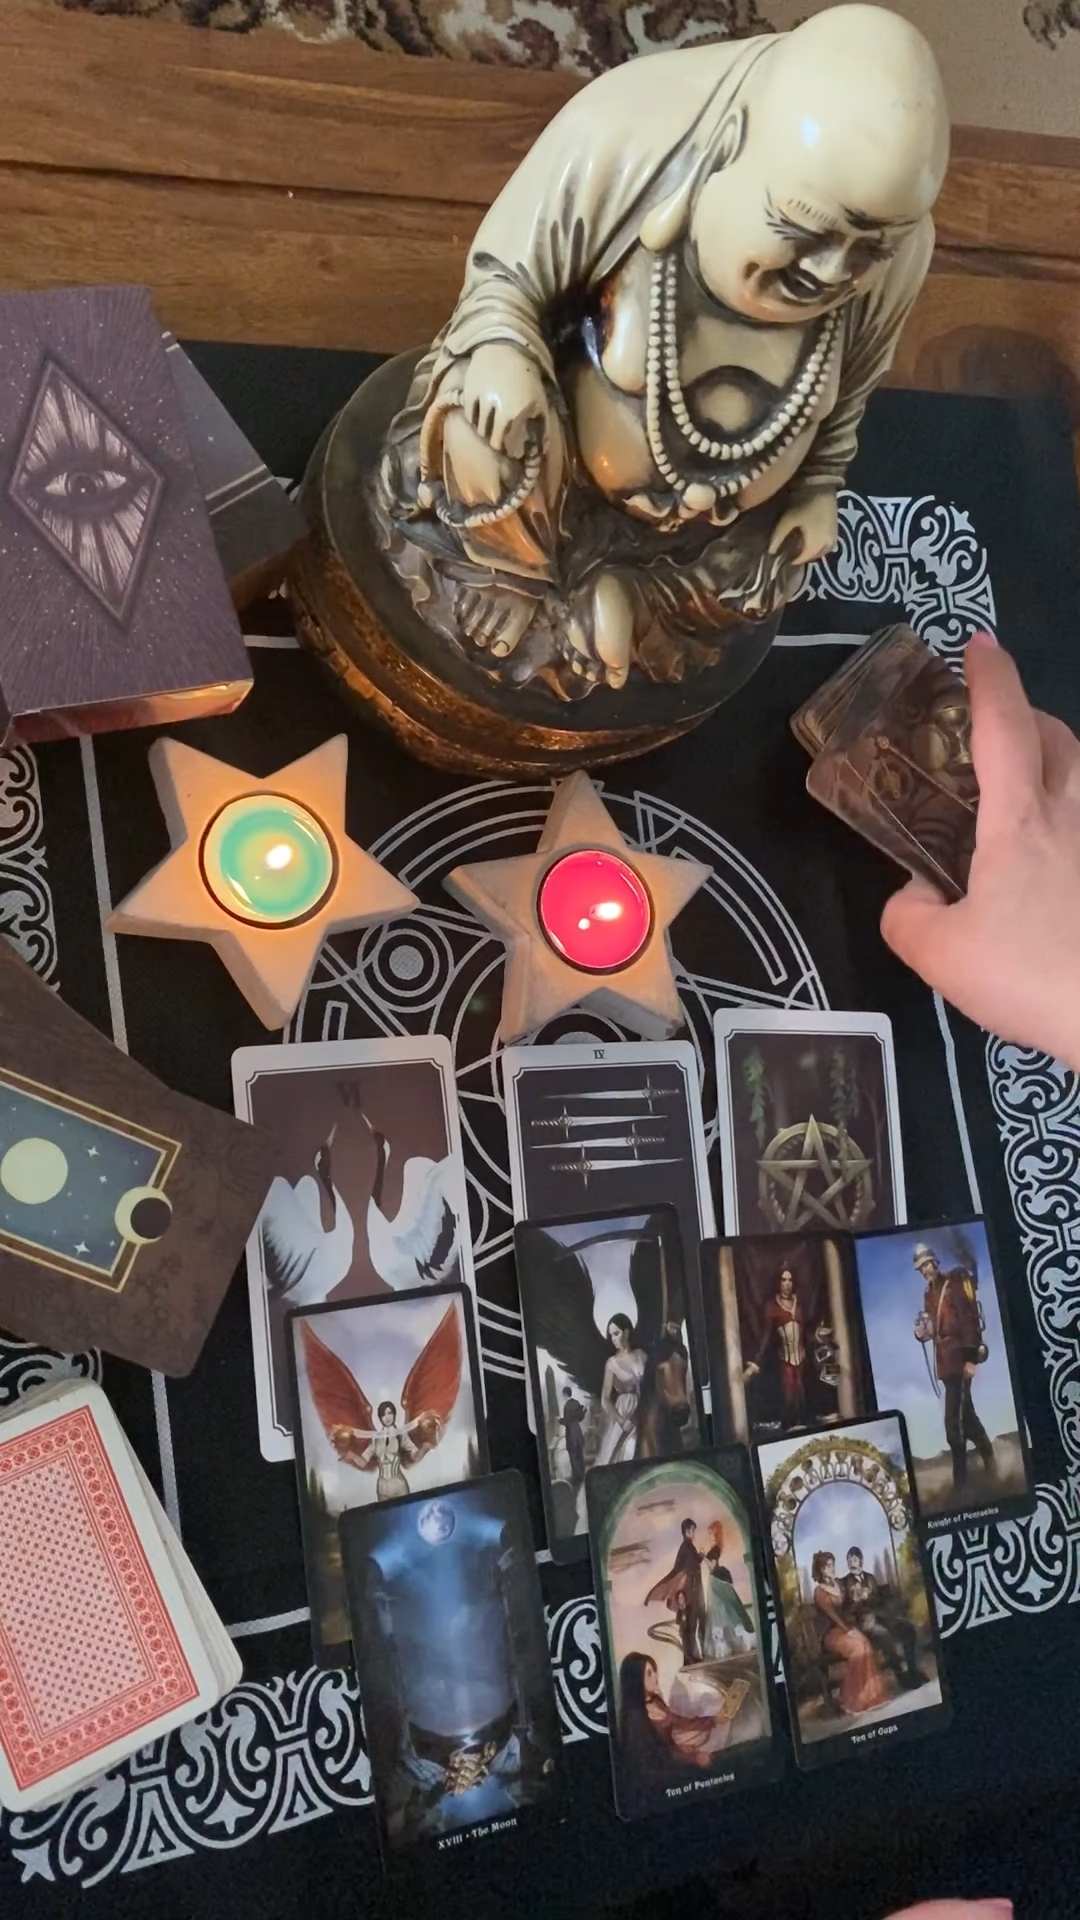 VI
IV
Knight of Pentacles
Ten of Cups
Ten of Pentacles
XVIII • The Moon